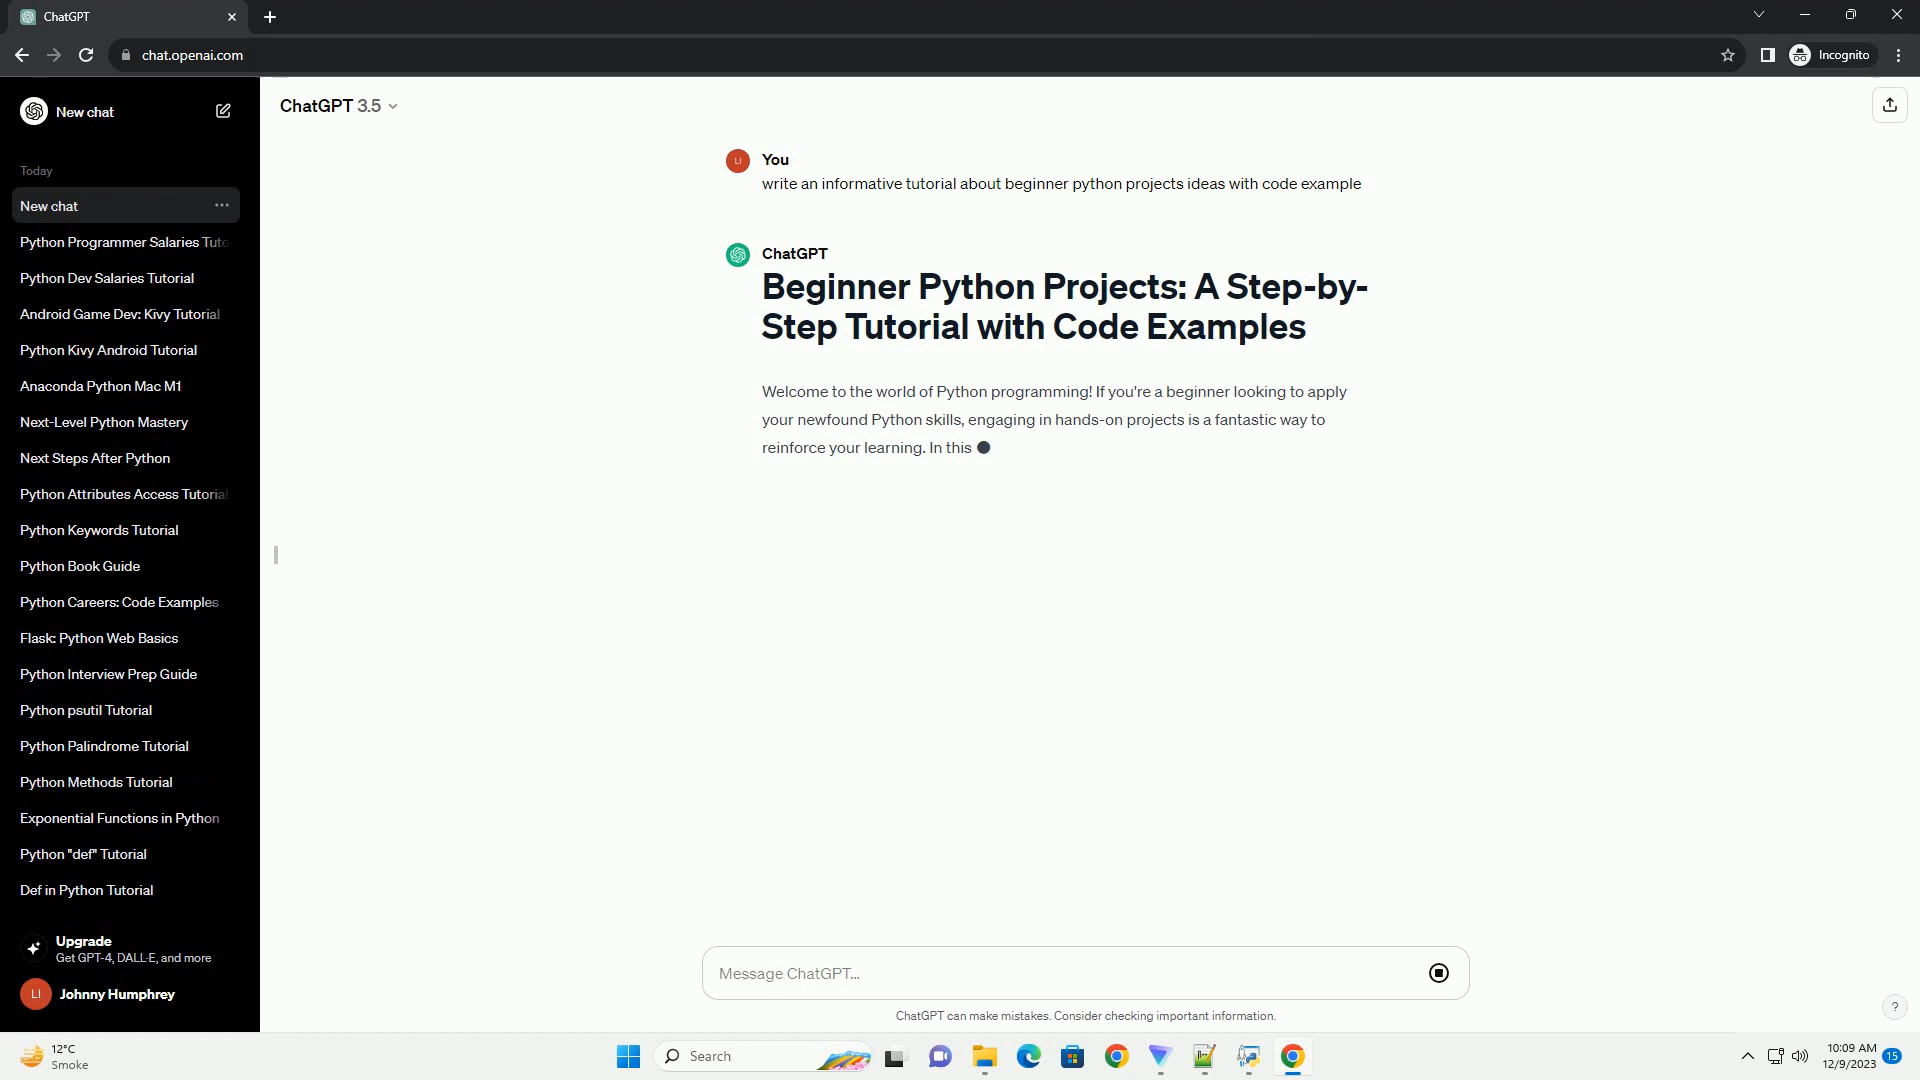 ChatGPT
chat.openai.com
Incognito
New chat
ChatGPT 3.5
Today
New chat
Python Programmer Salaries Tuto
Python Dev Salaries Tutorial
Android Game Dev: Kivy Tutorial
Python Kivy Android Tutorial
Anaconda Python Mac M1
Next-Level Python Mastery
Next Steps After Python
Python Attributes Access Tutorial
Python Keywords Tutorial
Python Book Guide
Python Careers: Code Examples
Flask: Python Web Basics
Python Interview Prep Guide
Python psutil Tutorial
Python Palindrome Tutorial
Python Methods Tutorial
Exponential Functions in Python
Python "def" Tutorial
Def in Python Tutorial
Upgrade
Get GPT-4, DALL·E, and more
LI
Johnny Humphrey
LI
You
write an informative tutorial about beginner python projects ideas with code example
ChatGPT
Beginner Python Projects: A Step-by-
Step Tutorial with Code Examples
Welcome to the world of Python programming! If you're a beginner looking to apply
your newfound Python skills, engaging in hands-on projects is a fantastic way to
reinforce your learning. In this
Message ChatGPT...
ChatGPT can make mistakes. Consider checking important information.
?
12°C
Smoke
Search
10:09 AM
12/9/2023
15